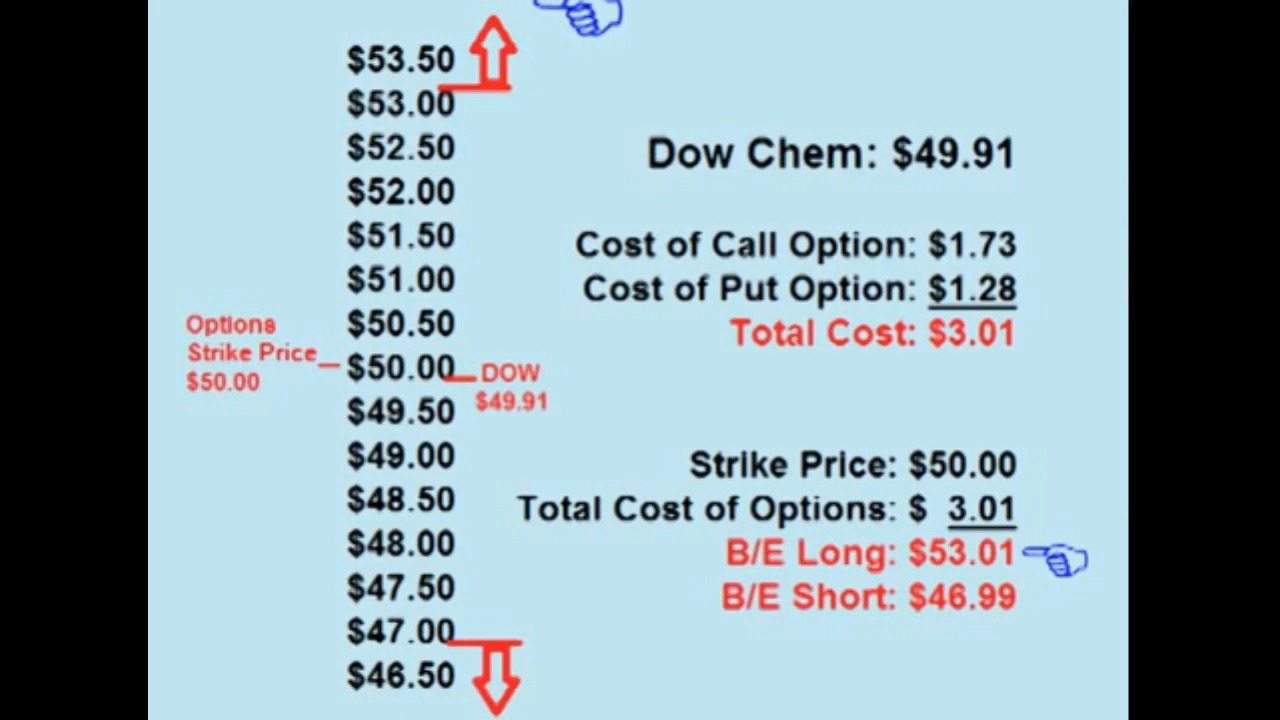 $53.50
$53.00
$52.50
$52.00
$51.50
$51.00
$50.50
$50.00
$49.50
$49.00
$48.50
$48.00
$47.50
$47.00
$46.50
Options
Strike Price
$50.00
DOW
$49.91
Dow Chem: $49.91
Cost of Call Option: $1.73
Cost of Put Option: $1.28
Total Cost: $3.01
Strike Price: $50.00
Total Cost of Options: $ 3.01
B/E Long: $53.01
B/E Short: $46.99